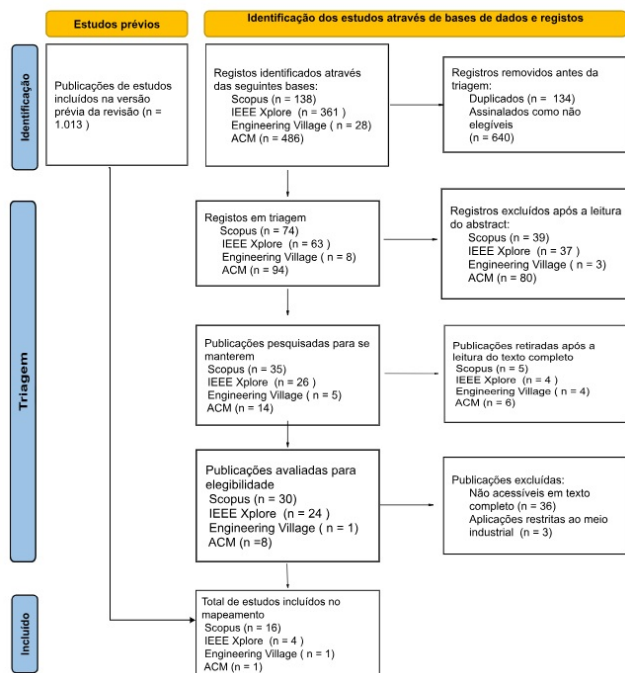 Estudos prévios
Identificação dos estudos através de bases de dados e registos
Identificação
Publicações de estudos
incluídos na versão
prévia da revisão (n =
1.013 )
Registos identificados através
das seguintes bases:
Scopus (n = 138)
IEEE Xplore (n = 361 )
Engineering Village ( n = 28)
ACM (n = 486)
Registros removidos antes da
triagem:
Duplicados (n = 134)
Assinalados como não
elegíveis
(n = 640)
Triagem
Registos em triagem
Scopus (n = 74)
IEEE Xplore (n = 63 )
Engineering Village ( n = 8)
ACM (n = 94)
Registros excluídos após a leitura
do abstract:
Scopus (n = 39)
IEEE Xplore (n = 37 )
Engineering Village ( n = 3)
ACM (n = 80)
Publicações pesquisadas para se
manterem
Scopus (n = 35)
IEEE Xplore (n = 26 )
Engineering Village ( n = 5)
ACM (n = 14)
Publicações retiradas após a
leitura do texto completo
Scopus (n = 5)
IEEE Xplore (n = 4 )
Engineering Village ( n = 4)
ACM (n = 6)
Publicações avaliadas para
elegibilidade
Scopus (n = 30)
IEEE Xplore (n = 24 )
Engineering Village ( n = 1)
ACM (n =8)
Publicações excluídas:
Não acessíveis em texto
completo (n = 36)
Aplicações restritas ao meio
industrial (n = 3)
Incluído
Total de estudos incluídos no
mapeamento
Scopus (n = 16)
IEEE Xplore (n = 4 )
Engineering Village ( n = 1)
ACM (n = 1)